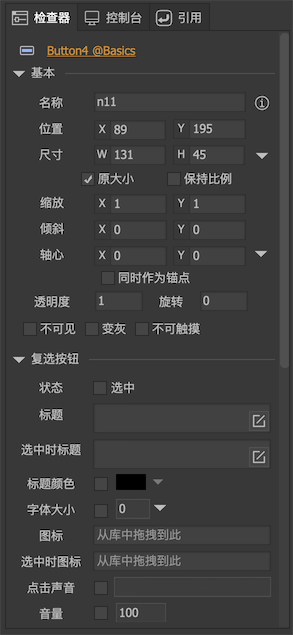 检查器 控制台 引用
Button4 @Basics
基本
名称 n11
位置 X 89 Y 195
尺寸 W 131 H 45
原大小 保持比例
缩放 X 1 Y 1
倾斜 X 0 Y 0
轴心 X 0 Y 0
同时作为锚点
透明度 1 旋转 0
不可见 变灰 不可触摸
复选按钮
状态 选中
标题
选中时标题
标题颜色
字体大小 0
图标 从库中拖拽到此
选中时图标 从库中拖拽到此
点击声音
音量 100